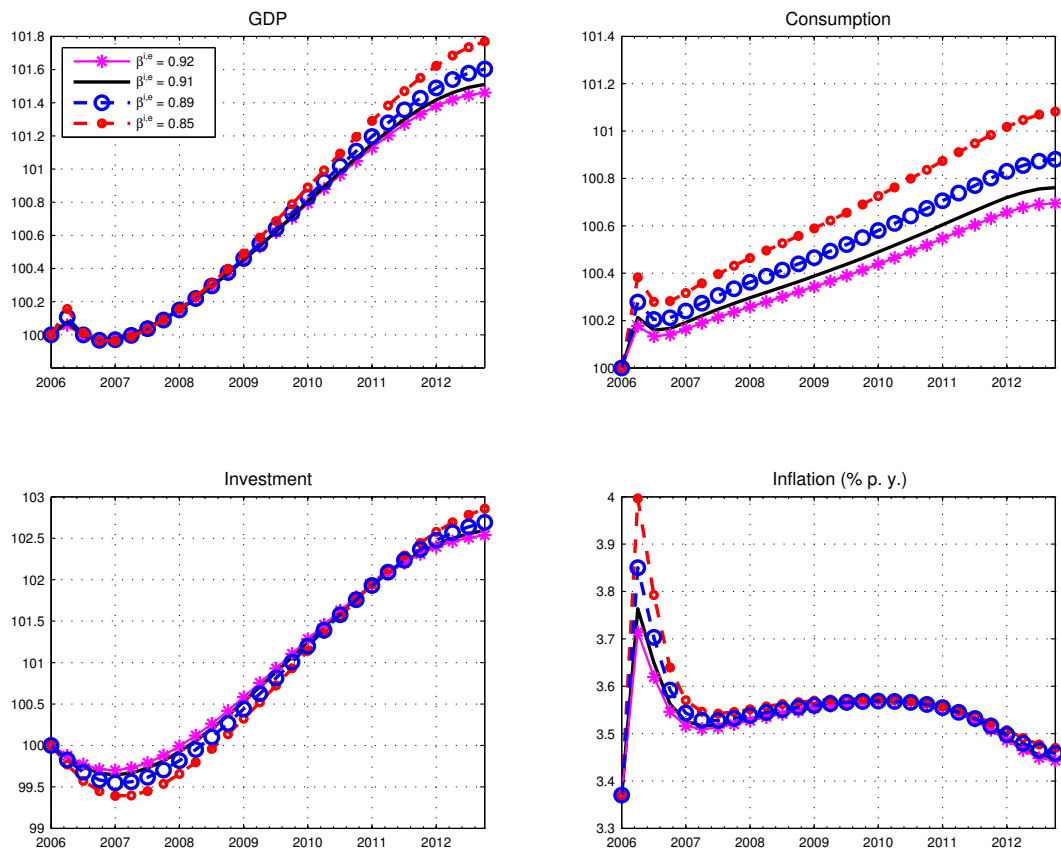 GDP
101.8
101.6
101.4
101.2
101
100.8
100.6
100.4
100.2
100
2006 2007 2008 2009 2010 2011 2012
β^i,e = 0.92
β^i,e = 0.91
β^i,e = 0.89
β^i,e = 0.85
Consumption
101.4
101.2
101
100.8
100.6
100.4
100.2
100
2006 2007 2008 2009 2010 2011 2012
Investment
103
102.5
102
101.5
101
100.5
100
99.5
99
2006 2007 2008 2009 2010 2011 2012
Inflation (% p. y.)
4
3.9
3.8
3.7
3.6
3.5
3.4
3.3
2006 2007 2008 2009 2010 2011 2012